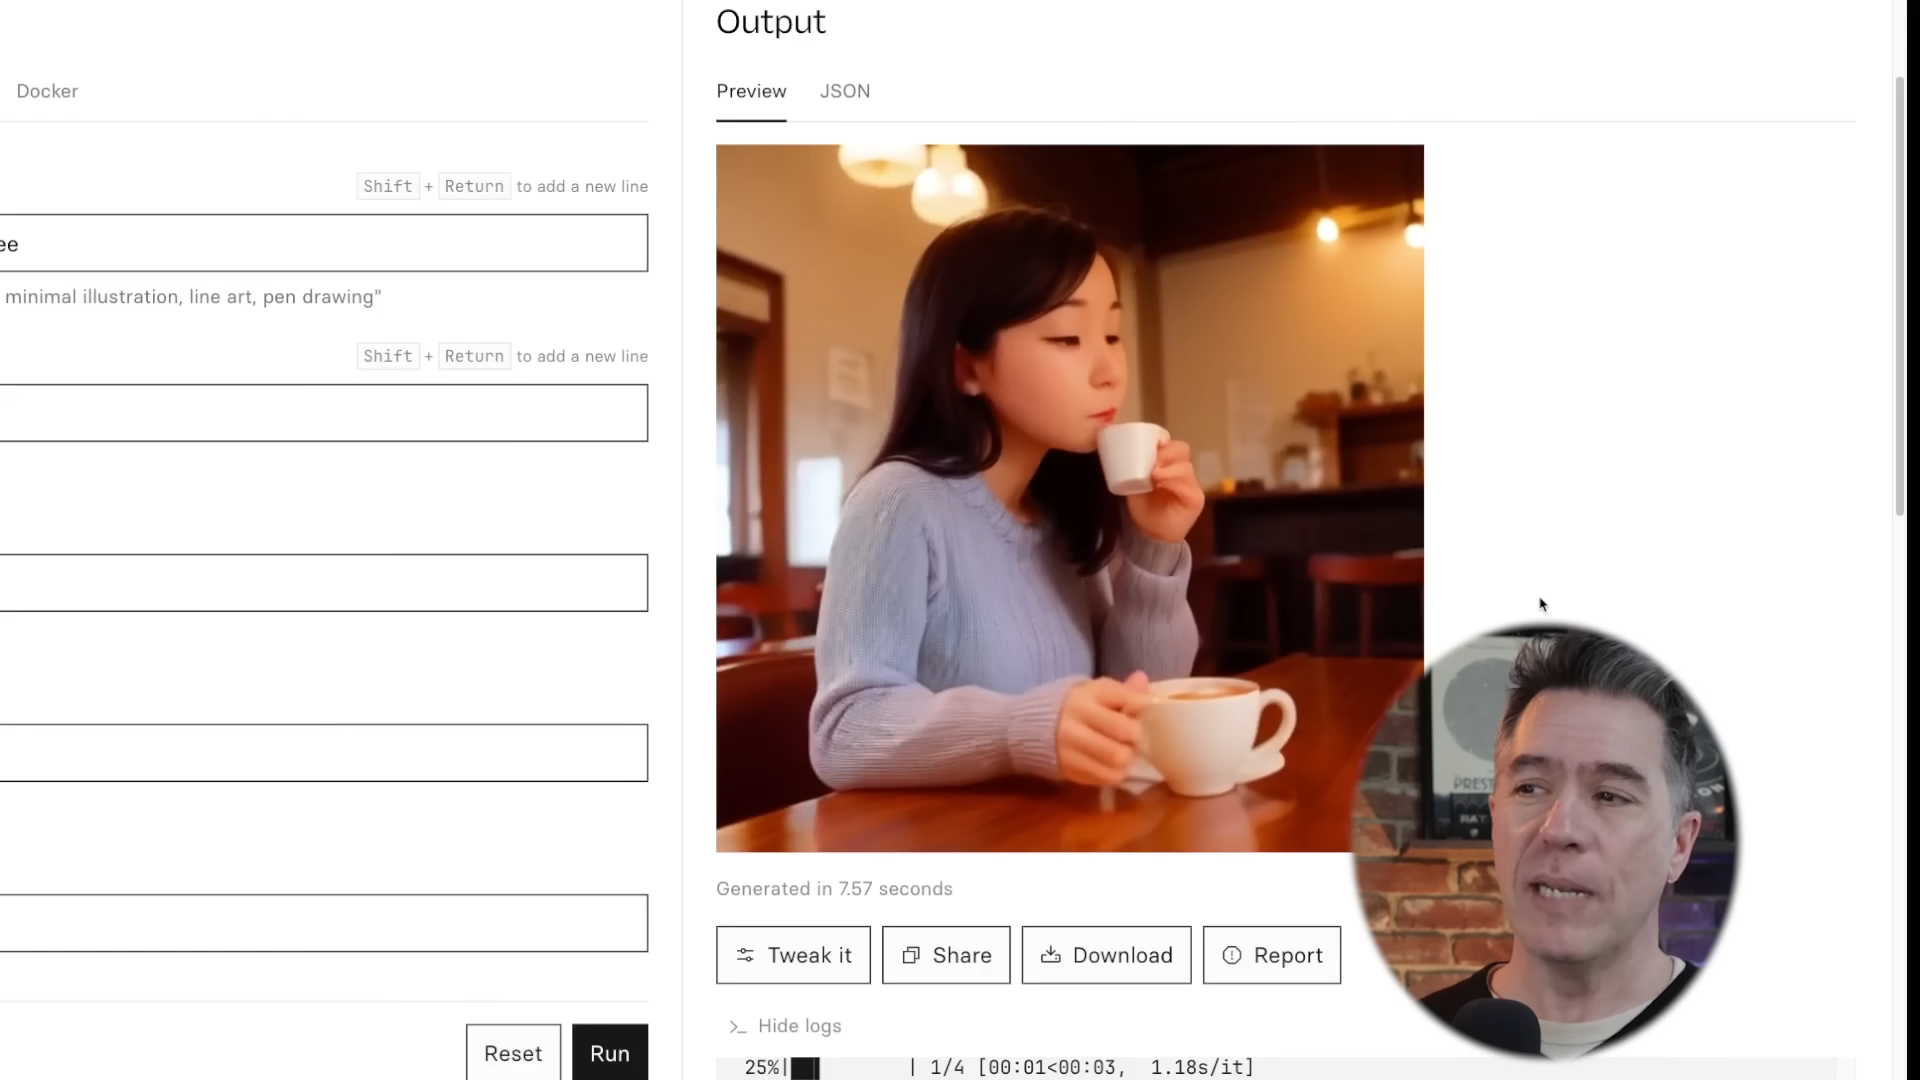 Output
Docker
Preview JSON
Shift + Return to add a new line
ee
minimal illustration, line art, pen drawing"
Shift + Return to add a new line
Generated in 7.57 seconds
Tweak it Share Download Report
Hide logs
Reset Run
25%| | 1/4 [00:01<00:03, 1.18s/it]
PREST
RAY